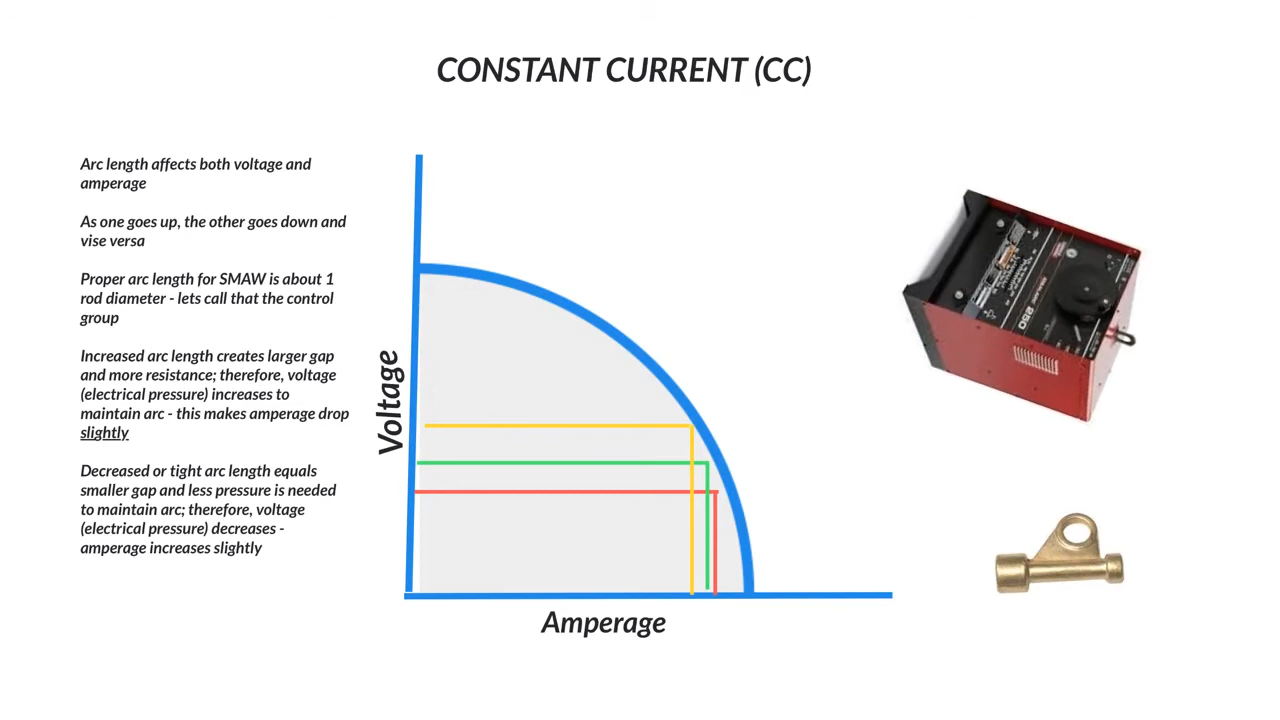 CONSTANT CURRENT (CC)
Arc length affects both voltage and
amperage
As one goes up, the other goes down and
vise versa
Proper arc length for SMAW is about 1
rod diameter - lets call that the control
group
Increased arc length creates larger gap
and more resistance; therefore, voltage
(electrical pressure) increases to
maintain arc - this makes amperage drop
slightly
Decreased or tight arc length equals
smaller gap and less pressure is needed
to maintain arc; therefore, voltage
(electrical pressure) decreases -
amperage increases slightly
Voltage
Amperage
250